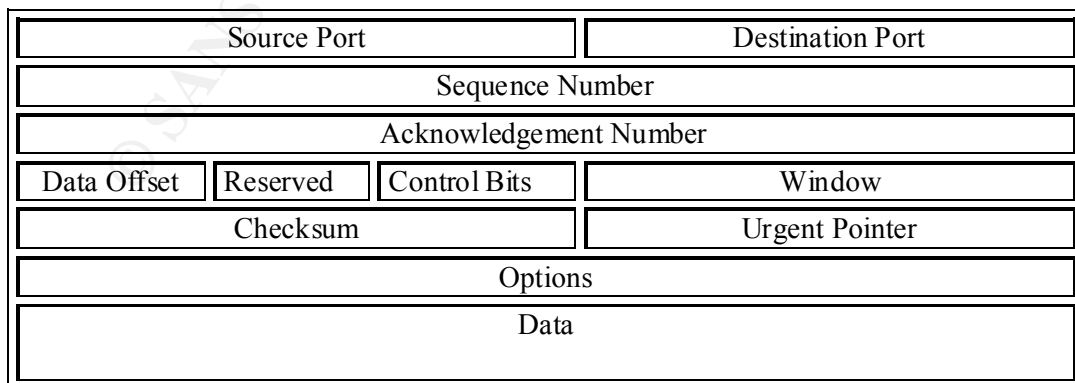 Source Port Destination Port
Sequence Number
Acknowledgement Number
Data Offset Reserved Control Bits Window
Checksum Urgent Pointer
Options
Data
© SANS